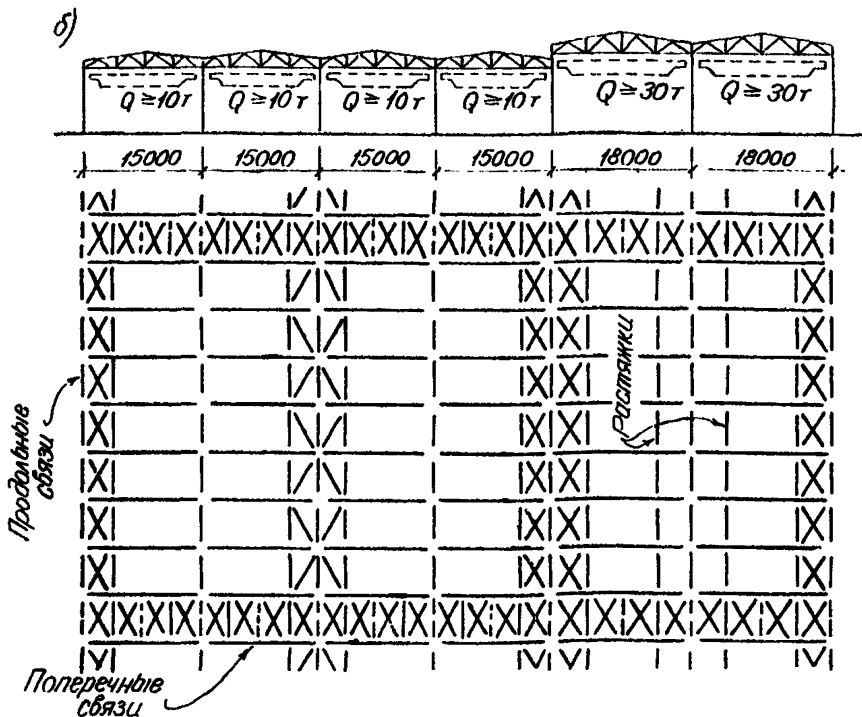 б)
Q ≥ 10 т Q ≥ 10 т Q ≥ 10 т Q ≥ 10 т Q ≥ 30 т Q ≥ 30 т
15000 15000 15000 15000 18000 18000
Растяжки
Продольные
связи
Поперечные
связи